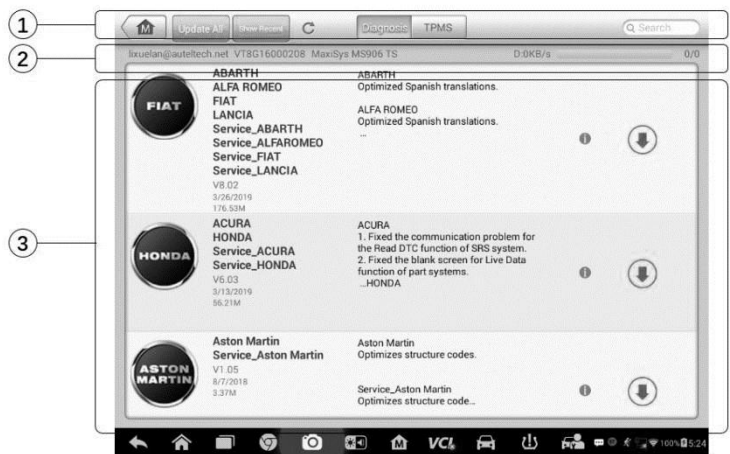 1
M
Update All
Show Recent
Diagnosis
TPMS
Search
2
lixuelan@auteltech.net VT8G16000208 MaxiSys MS906 TS
D:0KB/s
0/0
3
FIAT
ABARTH
ALFA ROMEO
FIAT
LANCIA
Service_ABARTH
Service_ALFAROMEO
Service_FIAT
Service_LANCIA
V8.02
3/26/2019
176.53M
ABARTH
Optimized Spanish translations.
ALFA ROMEO
Optimized Spanish translations.
...
HONDA
ACURA
HONDA
Service_ACURA
Service_HONDA
V6.03
3/13/2019
56.21M
ACURA
1. Fixed the communication problem for
the Read DTC function of SRS system.
2. Fixed the blank screen for Live Data
function of part systems.
...HONDA
ASTON
MARTIN
Aston Martin
Service_Aston Martin
V1.05
8/7/2018
3.37M
Aston Martin
Optimizes structure codes.
Service_Aston Martin
Optimizes structure code...
M
VCI
100%
5:24